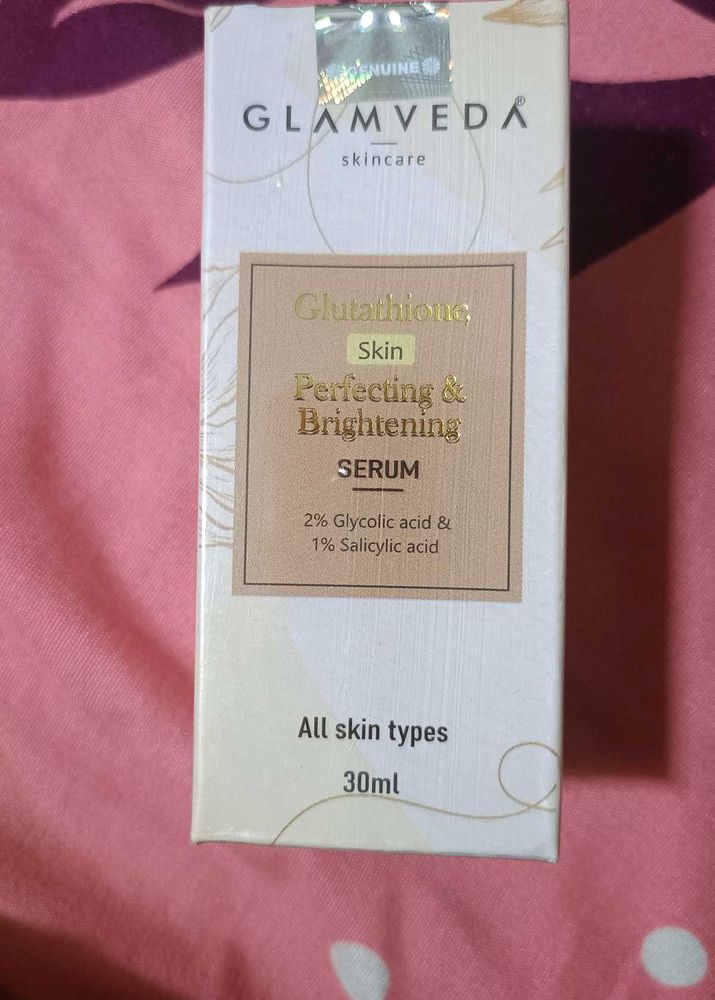 GENUINE
GLAMVEDA®
skincare
Glutathione
Skin
Perfecting &
Brightening
SERUM
2% Glycolic acid &
1% Salicylic acid
All skin types
30ml